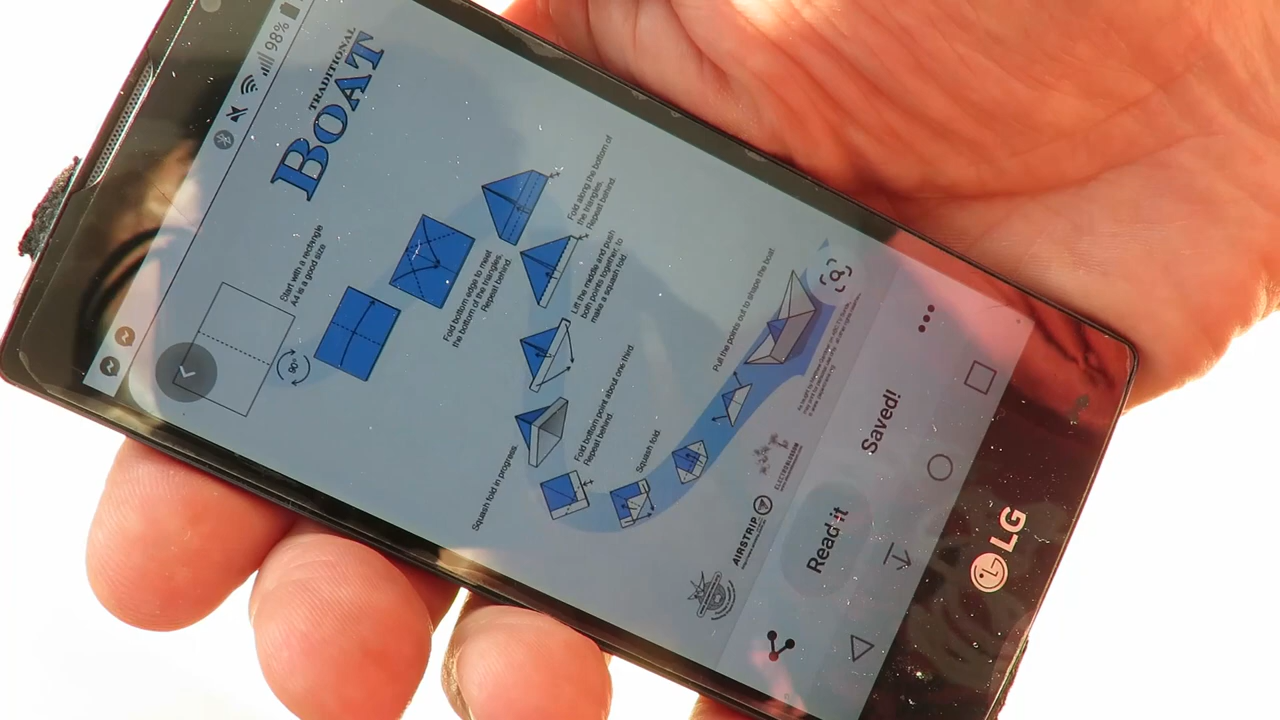 98%
TRADITIONAL
BOAT
Start with a rectangle
A4 is a good size
90°
Fold bottom edge to meet
the bottom of the triangles.
Repeat behind.
Fold along the bottom of
the triangles.
Repeat behind.
Lift the middle and push
both points together, to
make a squash fold.
Squash fold in progress.
Fold bottom point about one third.
Repeat behind.
Squash fold.
Pull the points out to shape the boat.
AIRSTRIP
ELECTRICBLOSSOM
Read it
Saved!
LG